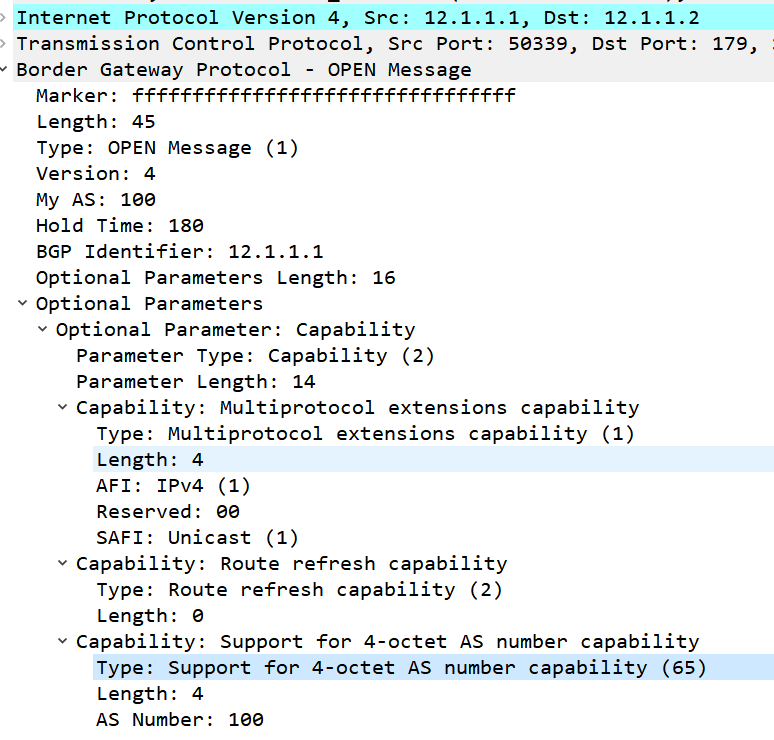 Internet Protocol Version 4, Src: 12.1.1.1, Dst: 12.1.1.2
Transmission Control Protocol, Src Port: 50339, Dst Port: 179,
Border Gateway Protocol - OPEN Message
Marker: ffffffffffffffffffffffffffffffff
Length: 45
Type: OPEN Message (1)
Version: 4
My AS: 100
Hold Time: 180
BGP Identifier: 12.1.1.1
Optional Parameters Length: 16
Optional Parameters
Optional Parameter: Capability
Parameter Type: Capability (2)
Parameter Length: 14
Capability: Multiprotocol extensions capability
Type: Multiprotocol extensions capability (1)
Length: 4
AFI: IPv4 (1)
Reserved: 00
SAFI: Unicast (1)
Capability: Route refresh capability
Type: Route refresh capability (2)
Length: 0
Capability: Support for 4-octet AS number capability
Type: Support for 4-octet AS number capability (65)
Length: 4
AS Number: 100